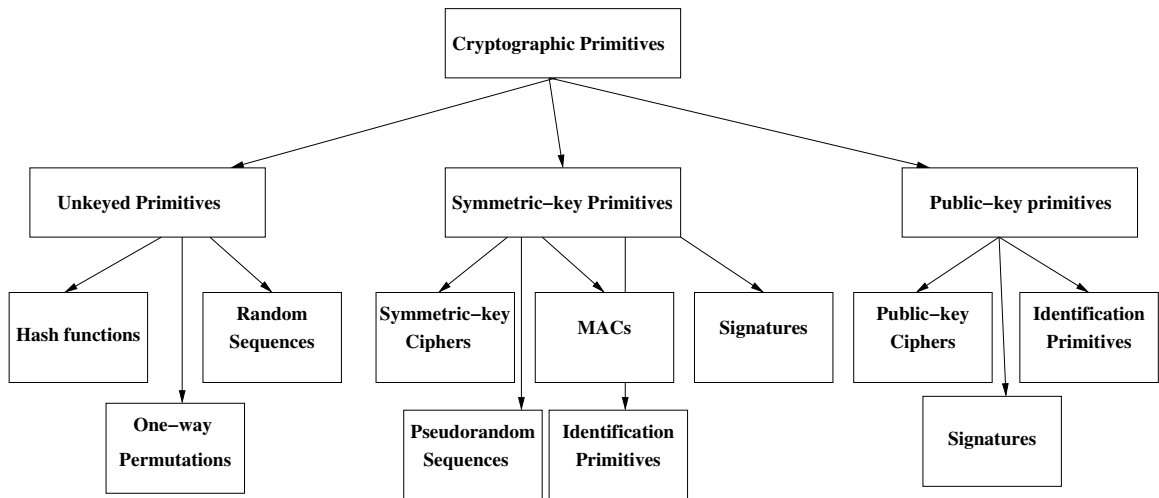 Cryptographic Primitives
Unkeyed Primitives
Symmetric−key Primitives
Public−key primitives
Hash functions
Random
Sequences
Symmetric−key
Ciphers
MACs
Signatures
Public−key
Ciphers
Identification
Primitives
One−way
Permutations
Pseudorandom
Sequences
Identification
Primitives
Signatures